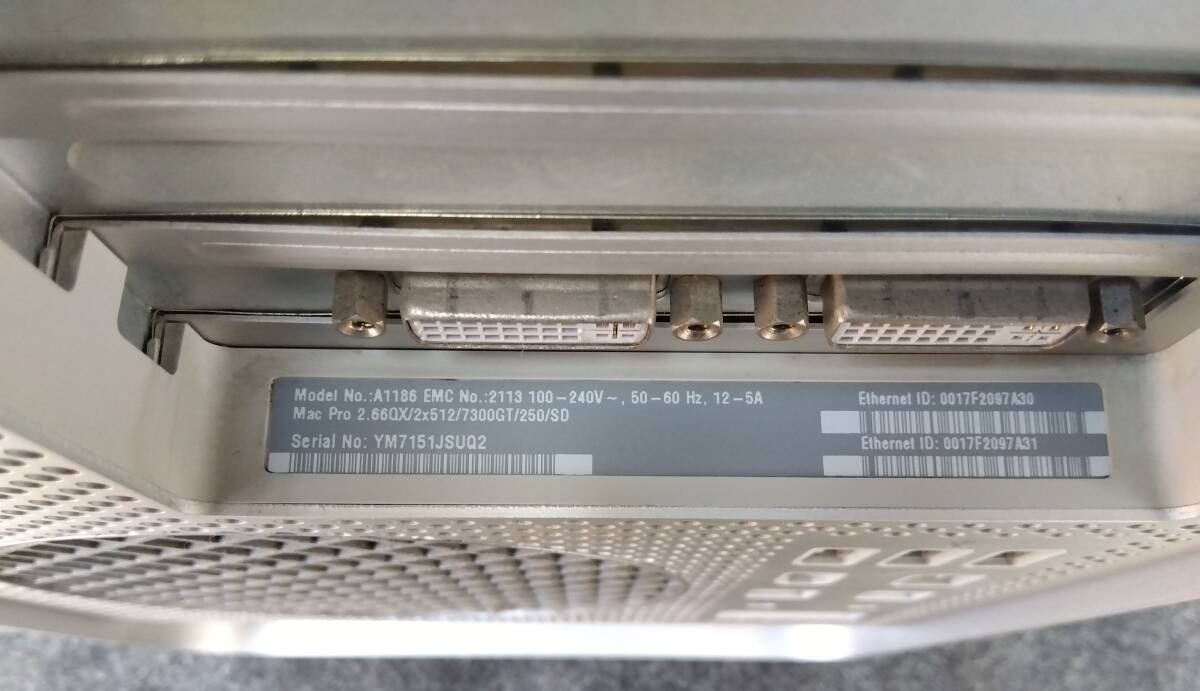 Model No.:A1186 EMC No.:2113 100-240V~, 50-60 Hz, 12-5A
Mac Pro 2.66QX/2x512/7300GT/250/SD
Serial No: YM7151JSUQ2
Ethernet ID: 0017F2097A30
Ethernet ID: 0017F2097A31